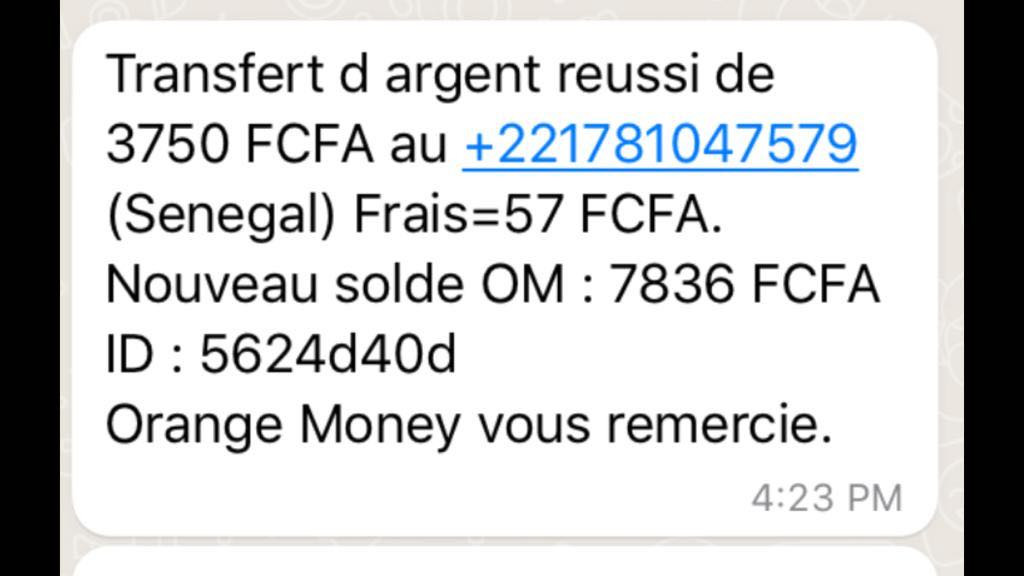 Transfert d argent reussi de
3750 FCFA au +221781047579
(Senegal) Frais=57 FCFA.
Nouveau solde OM : 7836 FCFA
ID : 5624d40d
Orange Money vous remercie.
4:23 PM